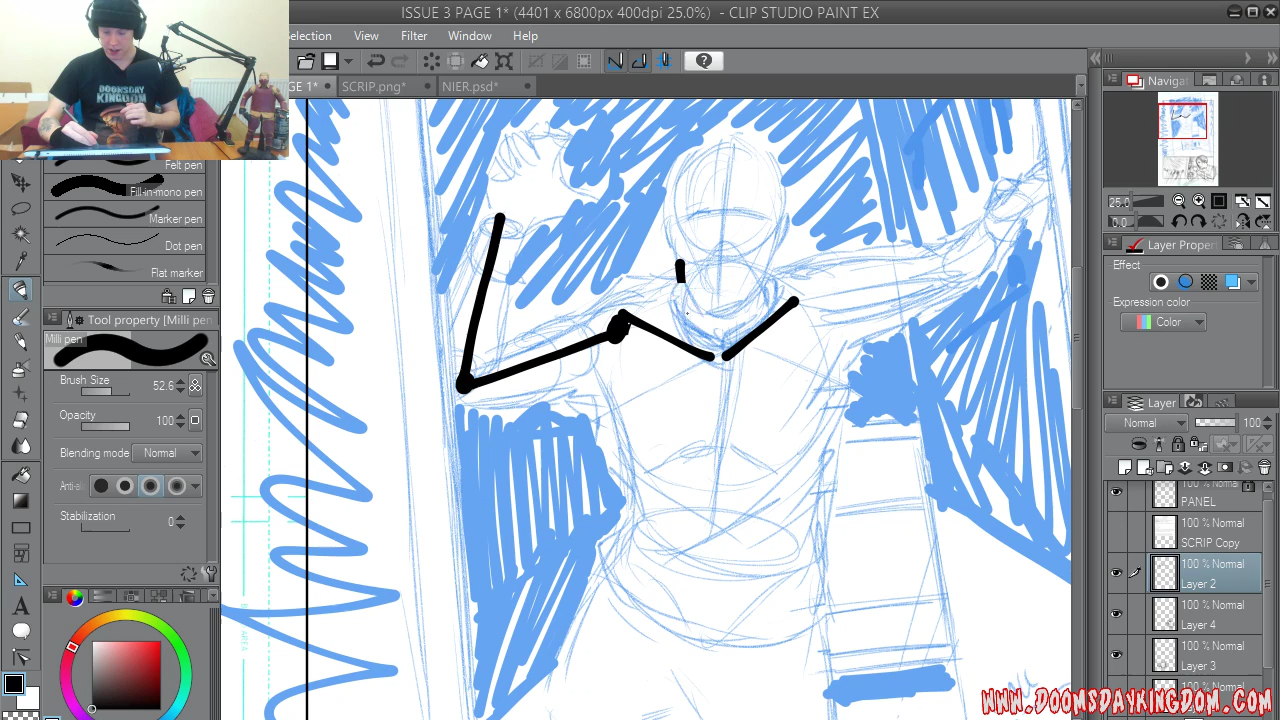 ISSUE 3 PAGE 1* (4401 x 6800px 400dpi 25.0%) - CLIP STUDIO PAINT EX
Selection View Filter Window Help
GE 1* SCRIP.png* NIER.psd*
DOOMSDAY
KINGDOM
Felt pen
Fill-in-mono pen
Marker pen
Dot pen
Flat marker
Tool property [Milli pen
Milli pen
Brush Size 52.6
Opacity 100
Blending mode Normal
Stabilization 0
Navigat
25.0
0.0
Layer Proper
Effect
Expression color
Color
Layer
Normal 100
100 % Normal
PANEL
100 % Normal
SCRIP Copy
100 % Normal
Layer 2
100 % Normal
Layer 4
100 % Normal
Layer 3
100 % Normal
WWW.DOOMSDAYKINGDOM.COM